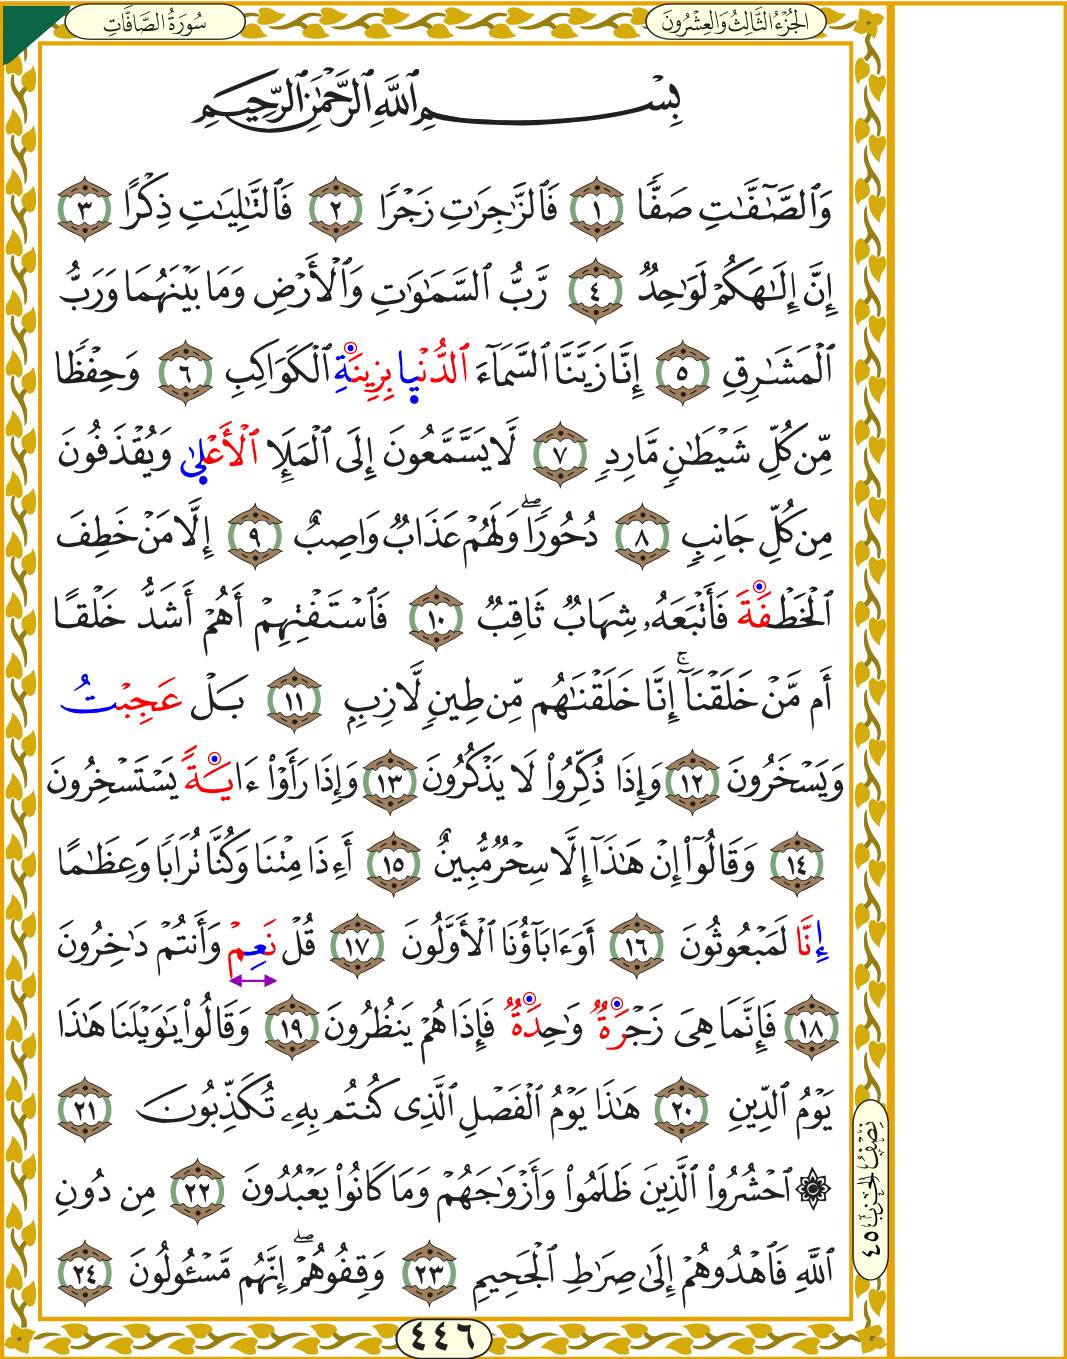 سُورَةُ الصَّافَّاتِ
الجُزْءُ الثَّالِثُ وَالعِشْرُونَ
بِسْمِ ٱللَّهِ ٱلرَّحْمَٰنِ ٱلرَّحِيمِ
وَٱلصَّٰٓفَّٰتِ صَفًّا ١ فَٱلزَّٰجِرَٰتِ زَجْرًا ٢ فَٱلتَّٰلِيَٰتِ ذِكْرًا ٣
إِنَّ إِلَٰهَكُمْ لَوَٰحِدٌ ٤ رَّبُّ ٱلسَّمَٰوَٰتِ وَٱلْأَرْضِ وَمَا بَيْنَهُمَا وَرَبُّ
ٱلْمَشَٰرِقِ ٥ إِنَّا زَيَّنَّا ٱلسَّمَآءَ ٱلدُّنْيٜا بِزِينَةِ ٱلْكَوَاكِبِ ٦ وَحِفْظًا
مِّن كُلِّ شَيْطَٰنٍ مَّارِدٍ ٧ لَّا يَسَّمَّعُونَ إِلَى ٱلْمَلَإِ ٱلْأَعْلٜىٰ وَيُقْذَفُونَ
مِن كُلِّ جَانِبٍ ٨ دُحُورًا ۖ وَلَهُمْ عَذَابٌ وَاصِبٌ ٩ إِلَّا مَنْ خَطِفَ
ٱلْخَطْفَةَ فَأَتْبَعَهُۥ شِهَابٌ ثَاقِبٌ ١٠ فَٱسْتَفْتِهِمْ أَهُمْ أَشَدُّ خَلْقًا
أَم مَّنْ خَلَقْنَآ ۚ إِنَّا خَلَقْنَٰهُم مِّن طِينٍ لَّازِبٍ ١١ بَلْ عَجِبْتُ
وَيَسْخَرُونَ ١٢ وَإِذَا ذُكِّرُوا۟ لَا يَذْكُرُونَ ١٣ وَإِذَا رَأَوْا۟ ءَايَةً يَسْتَسْخِرُونَ
١٤ وَقَالُوٓا۟ إِنْ هَٰذَآ إِلَّا سِحْرٌ مُّبِينٌ ١٥ أَءِذَا مِتْنَا وَكُنَّا تُرَابًا وَعِظَٰمًا
إِنَّا لَمَبْعُوثُونَ ١٦ أَوَءَابَآؤُنَا ٱلْأَوَّلُونَ ١٧ قُلْ نَعِمْ وَأَنتُمْ دَٰخِرُونَ
١٨ فَإِنَّمَا هِىَ زَجْرَةٌ وَٰحِدَةٌ فَإِذَا هُمْ يَنظُرُونَ ١٩ وَقَالُوا۟ يَٰوَيْلَنَا هَٰذَا
يَوْمُ ٱلدِّينِ ٢٠ هَٰذَا يَوْمُ ٱلْفَصْلِ ٱلَّذِى كُنتُم بِهِۦ تُكَذِّبُونَ ٢١
۞ ٱحْشُرُوا۟ ٱلَّذِينَ ظَلَمُوا۟ وَأَزْوَٰجَهُمْ وَمَا كَانُوا۟ يَعْبُدُونَ ٢٢ مِن دُونِ
ٱللَّهِ فَٱهْدُوهُمْ إِلَىٰ صِرَٰطِ ٱلْجَحِيمِ ٢٣ وَقِفُوهُمْ ۖ إِنَّهُم مَّسْـُٔولُونَ ٢٤
نِصْفُ الحِزْبِ ٤٥
٤٤٦